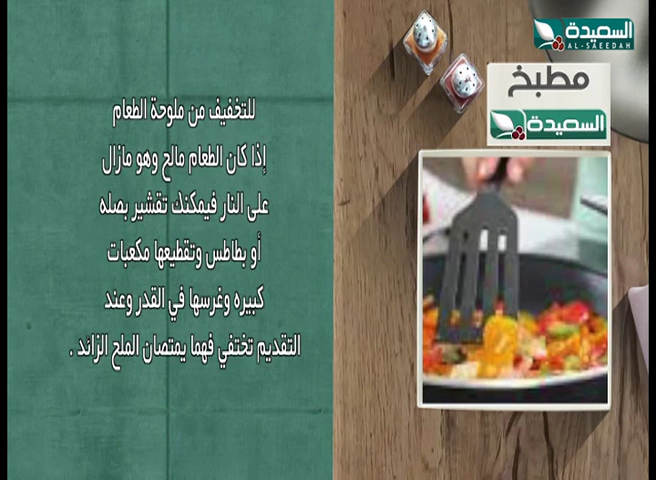 السعيدة
AL-SAEEDAH
مطبخ
السعيدة
للتخفيف من ملوحة الطعام
إذا كان الطعام مالح وهو مازال
على النار فيمكنك تقشير بصله
أو بطاطس وتقطيعها مكعبات
كبيره وغرسها في القدر وعند
التقديم تختفي فهما يمتصان الملح الزائد .